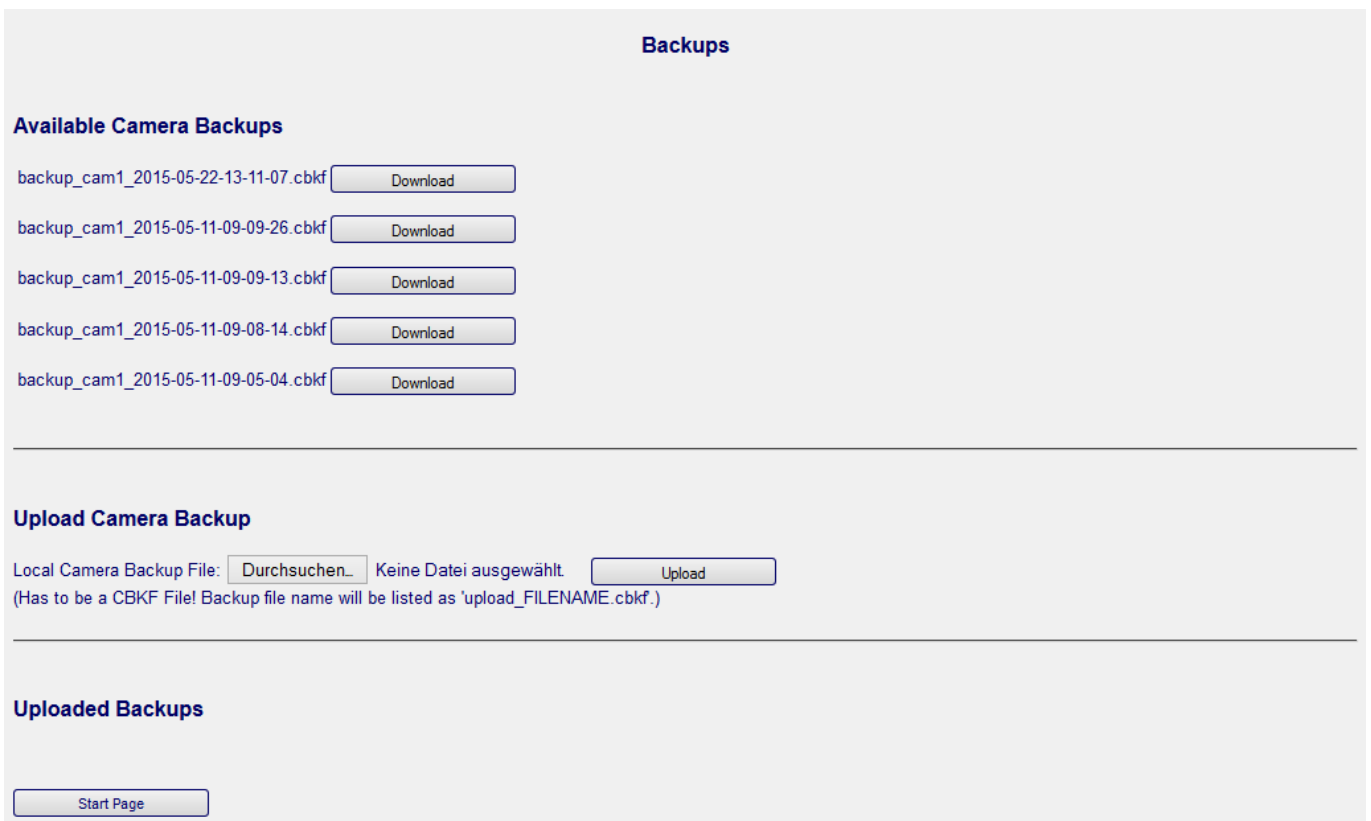 Backups
Available Camera Backups
backup_cam1_2015-05-22-13-11-07.cbkf Download
backup_cam1_2015-05-11-09-09-26.cbkf Download
backup_cam1_2015-05-11-09-09-13.cbkf Download
backup_cam1_2015-05-11-09-08-14.cbkf Download
backup_cam1_2015-05-11-09-05-04.cbkf Download
Upload Camera Backup
Local Camera Backup File: Durchsuchen... Keine Datei ausgewählt. Upload
(Has to be a CBKF File! Backup file name will be listed as 'upload_FILENAME.cbkf'.)
Uploaded Backups
Start Page